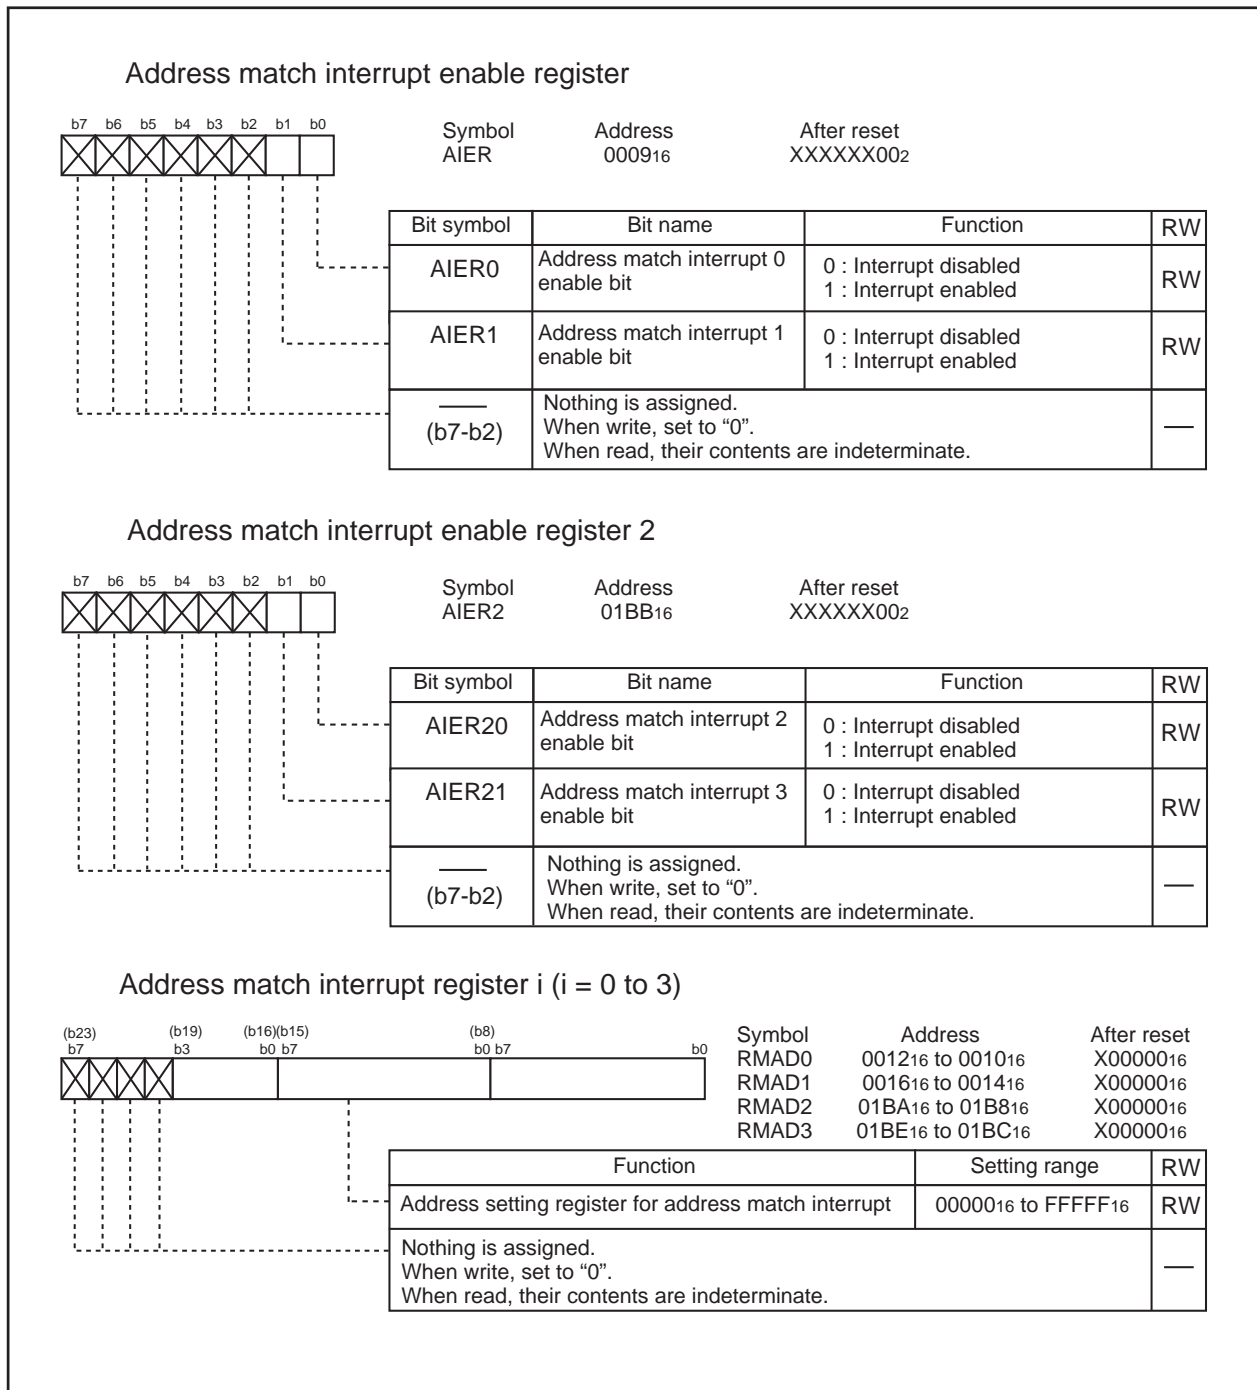 Address match interrupt enable register
b7 b6 b5 b4 b3 b2 b1 b0
Symbol Address After reset
AIER 000916 XXXXXX002
Bit symbol Bit name Function RW
AIER0 Address match interrupt 0 enable bit 0 : Interrupt disabled 1 : Interrupt enabled RW
AIER1 Address match interrupt 1 enable bit 0 : Interrupt disabled 1 : Interrupt enabled RW
(b7-b2)
Nothing is assigned.
When write, set to “0”.
When read, their contents are indeterminate.
—
Address match interrupt enable register 2
b7 b6 b5 b4 b3 b2 b1 b0
Symbol Address After reset
AIER2 01BB16 XXXXXX002
Bit symbol Bit name Function RW
AIER20 Address match interrupt 2 enable bit 0 : Interrupt disabled 1 : Interrupt enabled RW
AIER21 Address match interrupt 3 enable bit 0 : Interrupt disabled 1 : Interrupt enabled RW
(b7-b2)
Nothing is assigned.
When write, set to “0”.
When read, their contents are indeterminate.
—
Address match interrupt register i (i = 0 to 3)
(b23) (b19) (b16)(b15) (b8)
b7 b3 b0 b7 b0 b7 b0
Symbol Address After reset
RMAD0 001216 to 001016 X0000016
RMAD1 001616 to 001416 X0000016
RMAD2 01BA16 to 01B816 X0000016
RMAD3 01BE16 to 01BC16 X0000016
Function Setting range RW
Address setting register for address match interrupt 0000016 to FFFFF16 RW
Nothing is assigned.
When write, set to “0”.
When read, their contents are indeterminate.
—